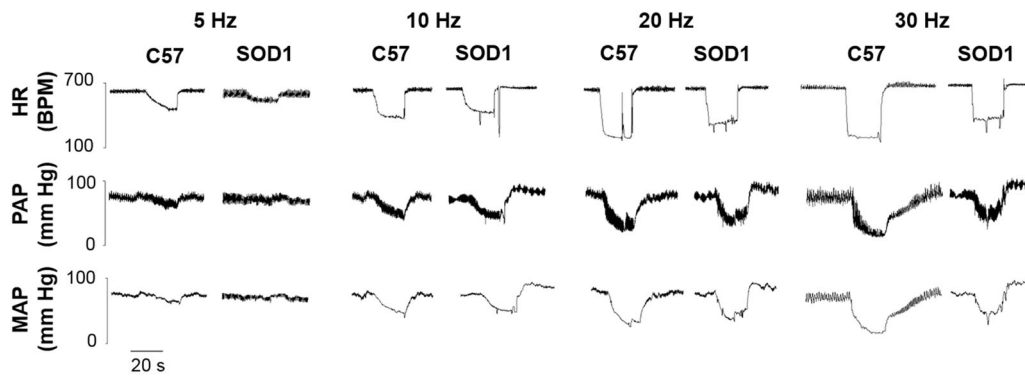 5 Hz 10 Hz 20 Hz 30 Hz
C57 SOD1 C57 SOD1 C57 SOD1 C57 SOD1
HR
(BPM)
700
100
PAP
(mm Hg)
100
0
MAP
(mm Hg)
100
0
20 s